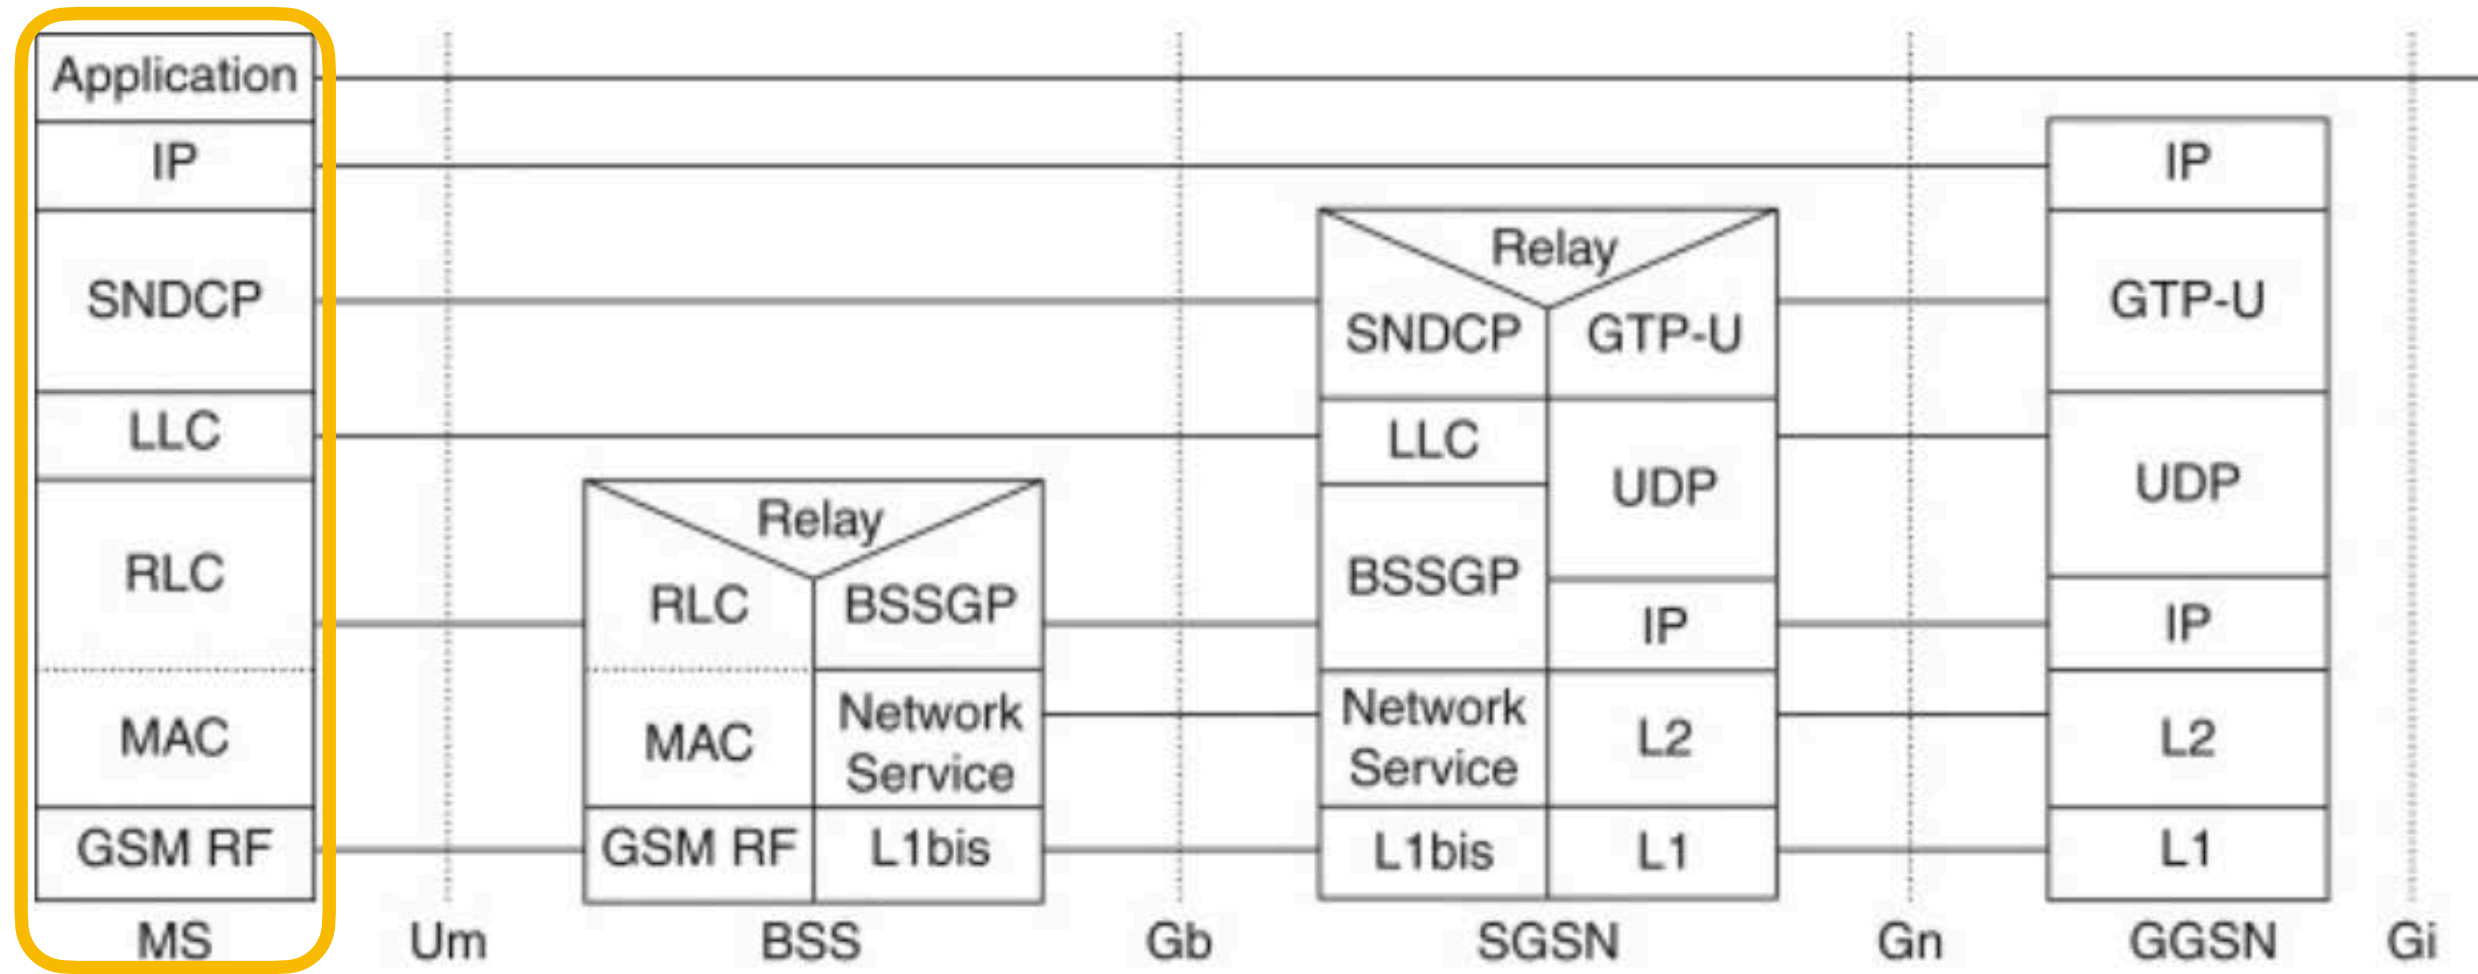 Application
IP
SNDCP
LLC
RLC
MAC
GSM RF
MS
Um
Relay
RLC
BSSGP
MAC
Network
Service
GSM RF
L1bis
BSS
Gb
Relay
SNDCP
GTP-U
LLC
UDP
BSSGP
IP
Network
Service
L2
L1bis
L1
SGSN
Gn
IP
GTP-U
UDP
IP
L2
L1
GGSN
Gi